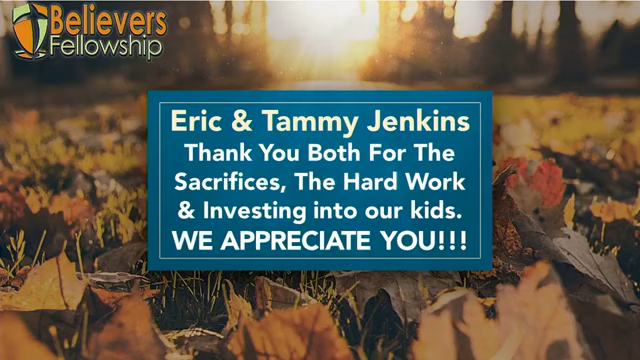 Believers
Fellowship
Eric & Tammy Jenkins
Thank You Both For The
Sacrifices, The Hard Work
& Investing into our kids.
WE APPRECIATE YOU!!!